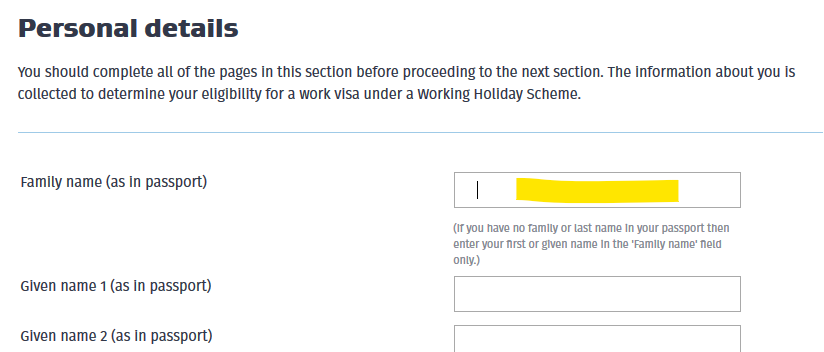 Personal details
You should complete all of the pages in this section before proceeding to the next section. The information about you is
collected to determine your eligibility for a work visa under a Working Holiday Scheme.
Family name (as in passport)
(If you have no family or last name in your passport then
enter your first or given name in the 'Family name' field
only.)
Given name 1 (as in passport)
Given name 2 (as in passport)